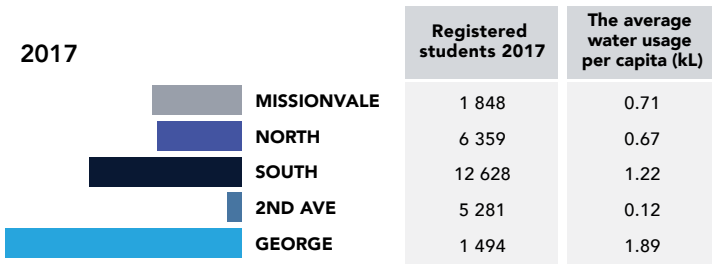 2017
Registered
students 2017
The average
water usage
per capita (kL)
MISSIONVALE 1 848 0.71
NORTH 6 359 0.67
SOUTH 12 628 1.22
2ND AVE 5 281 0.12
GEORGE 1 494 1.89